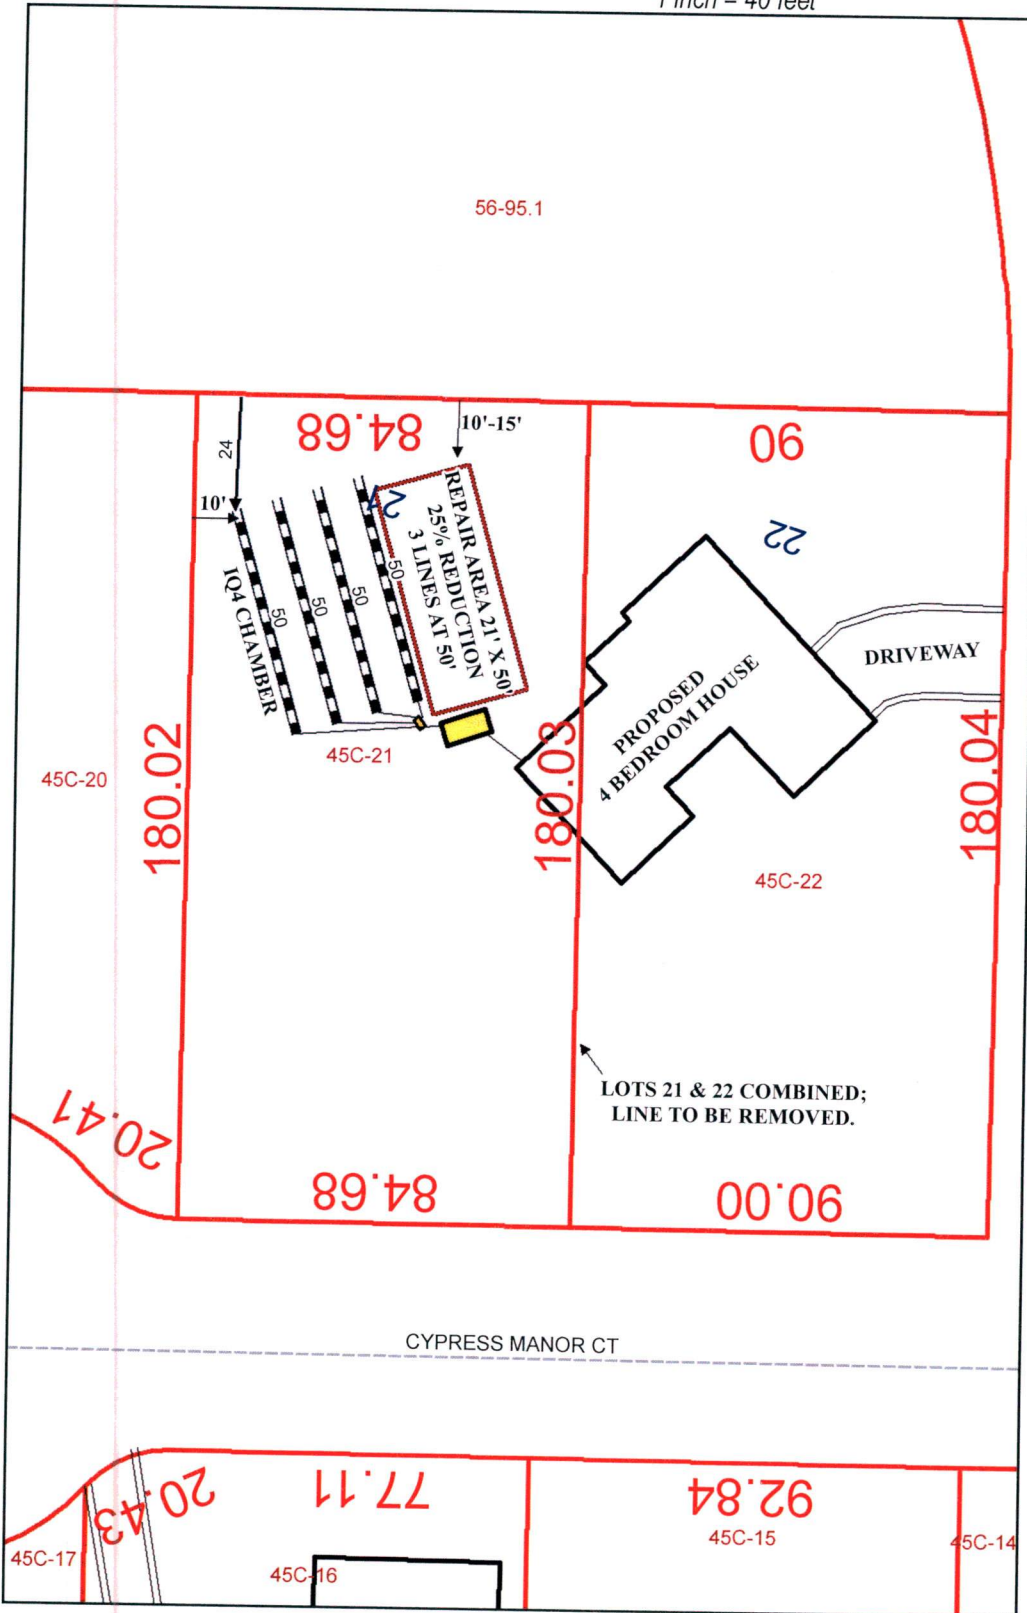 1 inch = 40 feet
56-95.1
84.68
90
10'-15'
24
10'
21
22
REPAIR AREA 21' X 50'
25% REDUCTION
3 LINES AT 50'
50
50
50
50
IQ4 CHAMBER
DRIVEWAY
PROPOSED
4 BEDROOM HOUSE
180.02
180.03
180.04
45C-20
45C-21
45C-22
LOTS 21 & 22 COMBINED;
LINE TO BE REMOVED.
20.41
84.68
90.00
CYPRESS MANOR CT
20.43
77.11
92.84
45C-17
45C-16
45C-15
45C-14